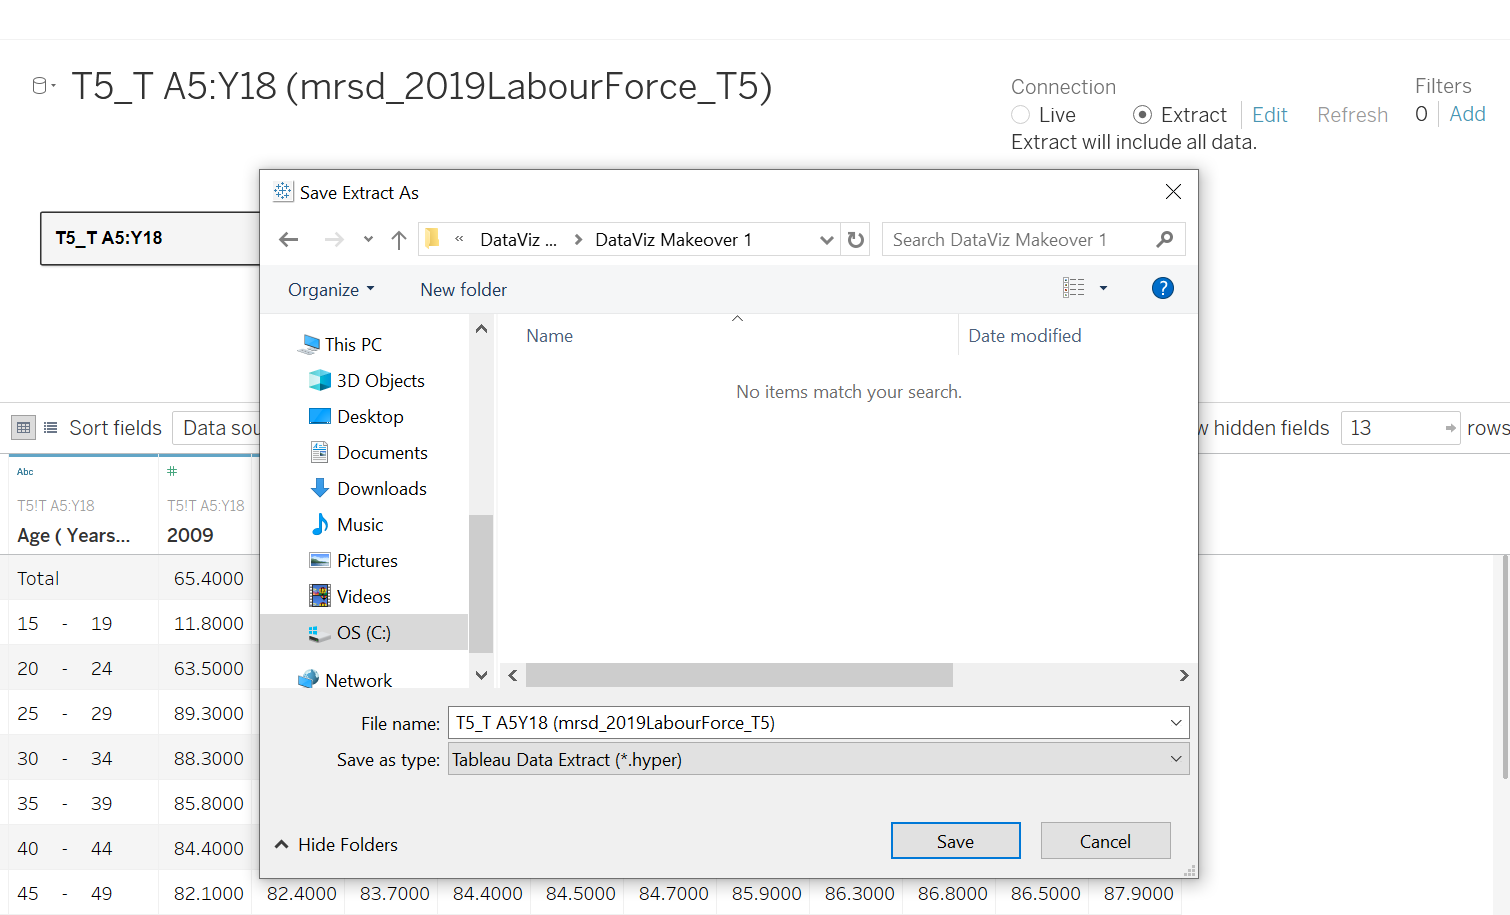 T5_T A5:Y18 (mrsd_2019LabourForce_T5)
Connection
Live Extract Edit Refresh
Extract will include all data.
Filters
0 Add
T5_T A5:Y18
Save Extract As
« DataViz ... > DataViz Makeover 1
Search DataViz Makeover 1
Organize New folder
?
This PC
3D Objects
Desktop
Documents
Downloads
Music
Pictures
Videos
OS (C:)
Network
Name Date modified
No items match your search.
File name: T5_T A5Y18 (mrsd_2019LabourForce_T5)
Save as type: Tableau Data Extract (*.hyper)
Hide Folders Save Cancel
Sort fields Data sou
w hidden fields 13 rows
Abc #
T5!T A5:Y18 T5!T A5:Y18
Age ( Years... 2009
Total 65.4000
15 - 19 11.8000
20 - 24 63.5000
25 - 29 89.3000
30 - 34 88.3000
35 - 39 85.8000
40 - 44 84.4000
45 - 49 82.1000 82.4000 83.7000 84.4000 84.5000 84.7000 85.9000 86.3000 86.8000 86.5000 87.9000